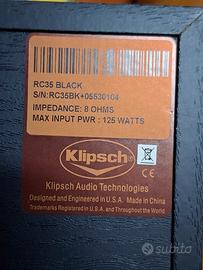 RC35 BLACK
S/N:RC35BK+05530104
IMPEDANCE: 8 OHMS
MAX INPUT PWR : 125 WATTS
Klipsch®
Klipsch Audio Technologies
Designed and Engineered in U.S.A. Made in China
Trademarks Registered in U.S.A. and Throughout the World
subito